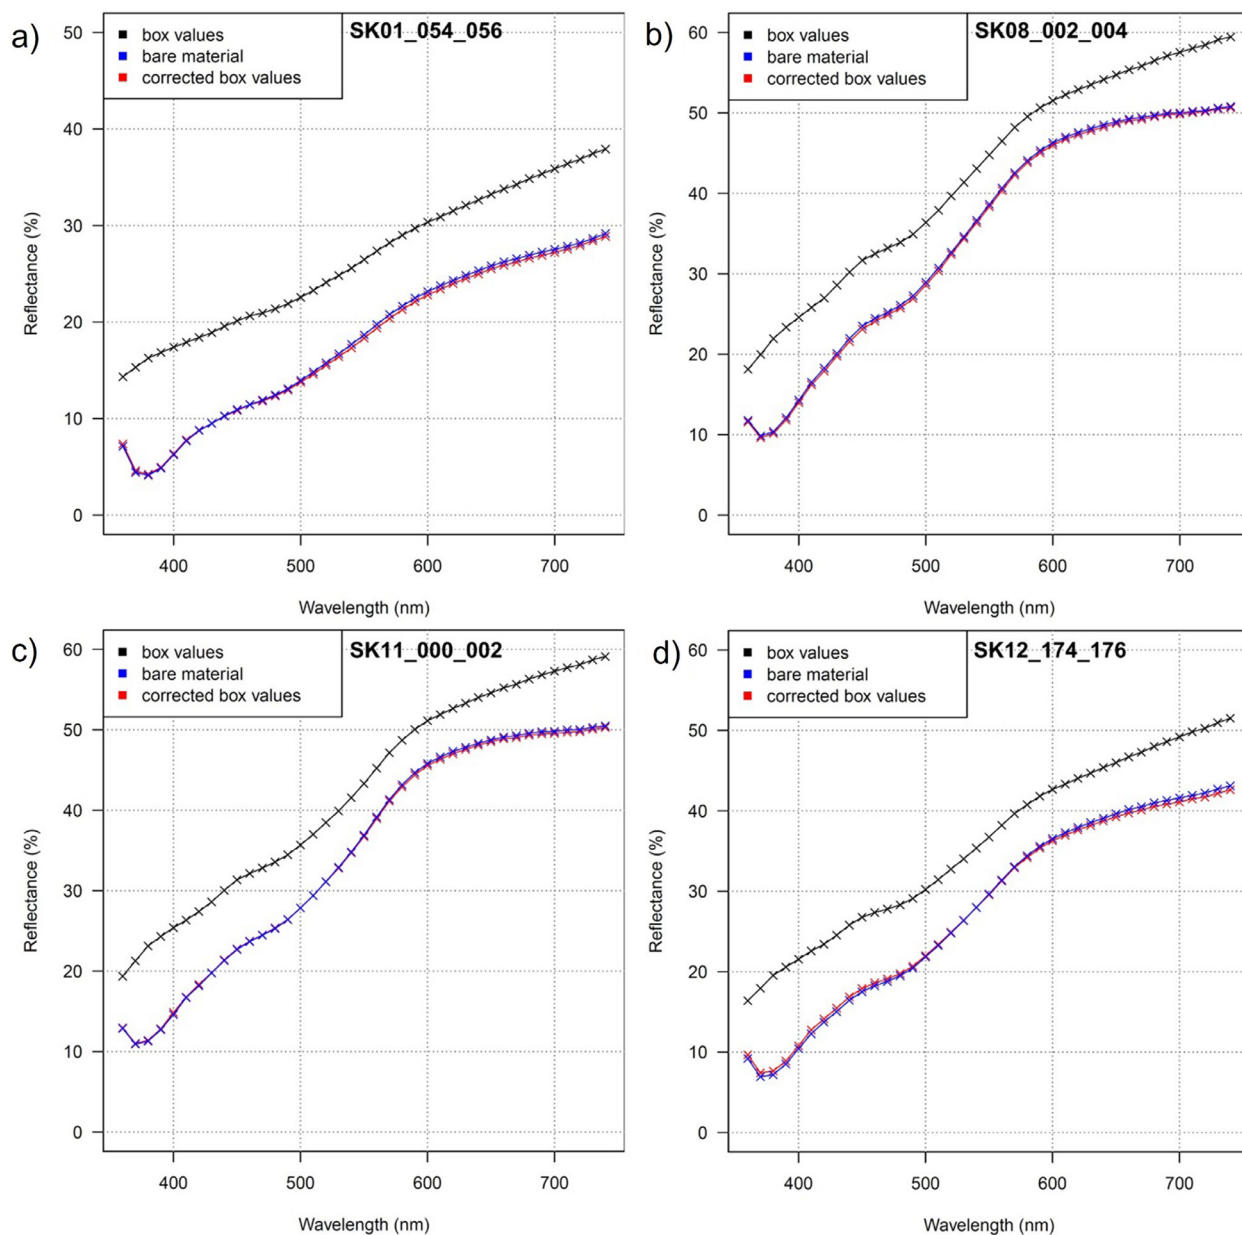 a)
SK01_054_056
box values
bare material
corrected box values
50
40
30
20
10
0
Reflectance (%)
400 500 600 700
Wavelength (nm)
b)
SK08_002_004
box values
bare material
corrected box values
60
50
40
30
20
10
0
Reflectance (%)
400 500 600 700
Wavelength (nm)
c)
SK11_000_002
box values
bare material
corrected box values
60
50
40
30
20
10
0
Reflectance (%)
400 500 600 700
Wavelength (nm)
d)
SK12_174_176
box values
bare material
corrected box values
60
50
40
30
20
10
0
Reflectance (%)
400 500 600 700
Wavelength (nm)